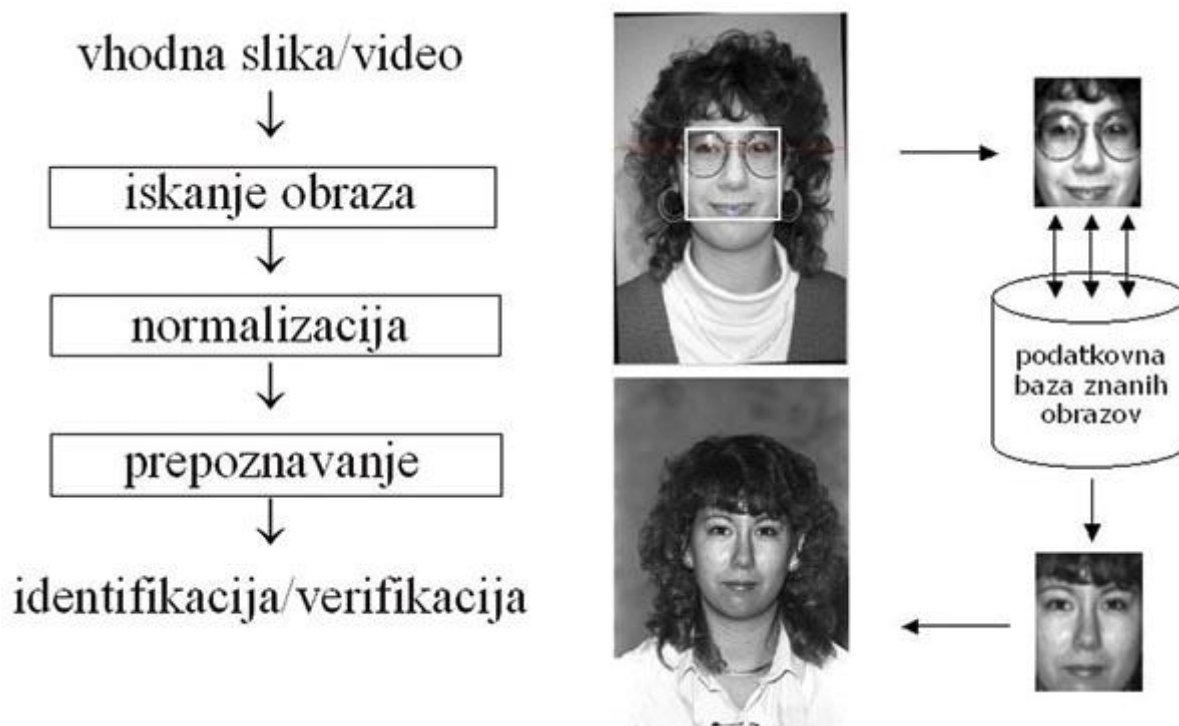 vhodna slika/video
iskanje obraza
normalizacija
prepoznavanje
identifikacija/verifikacija
podatkovna
baza znanih
obrazov